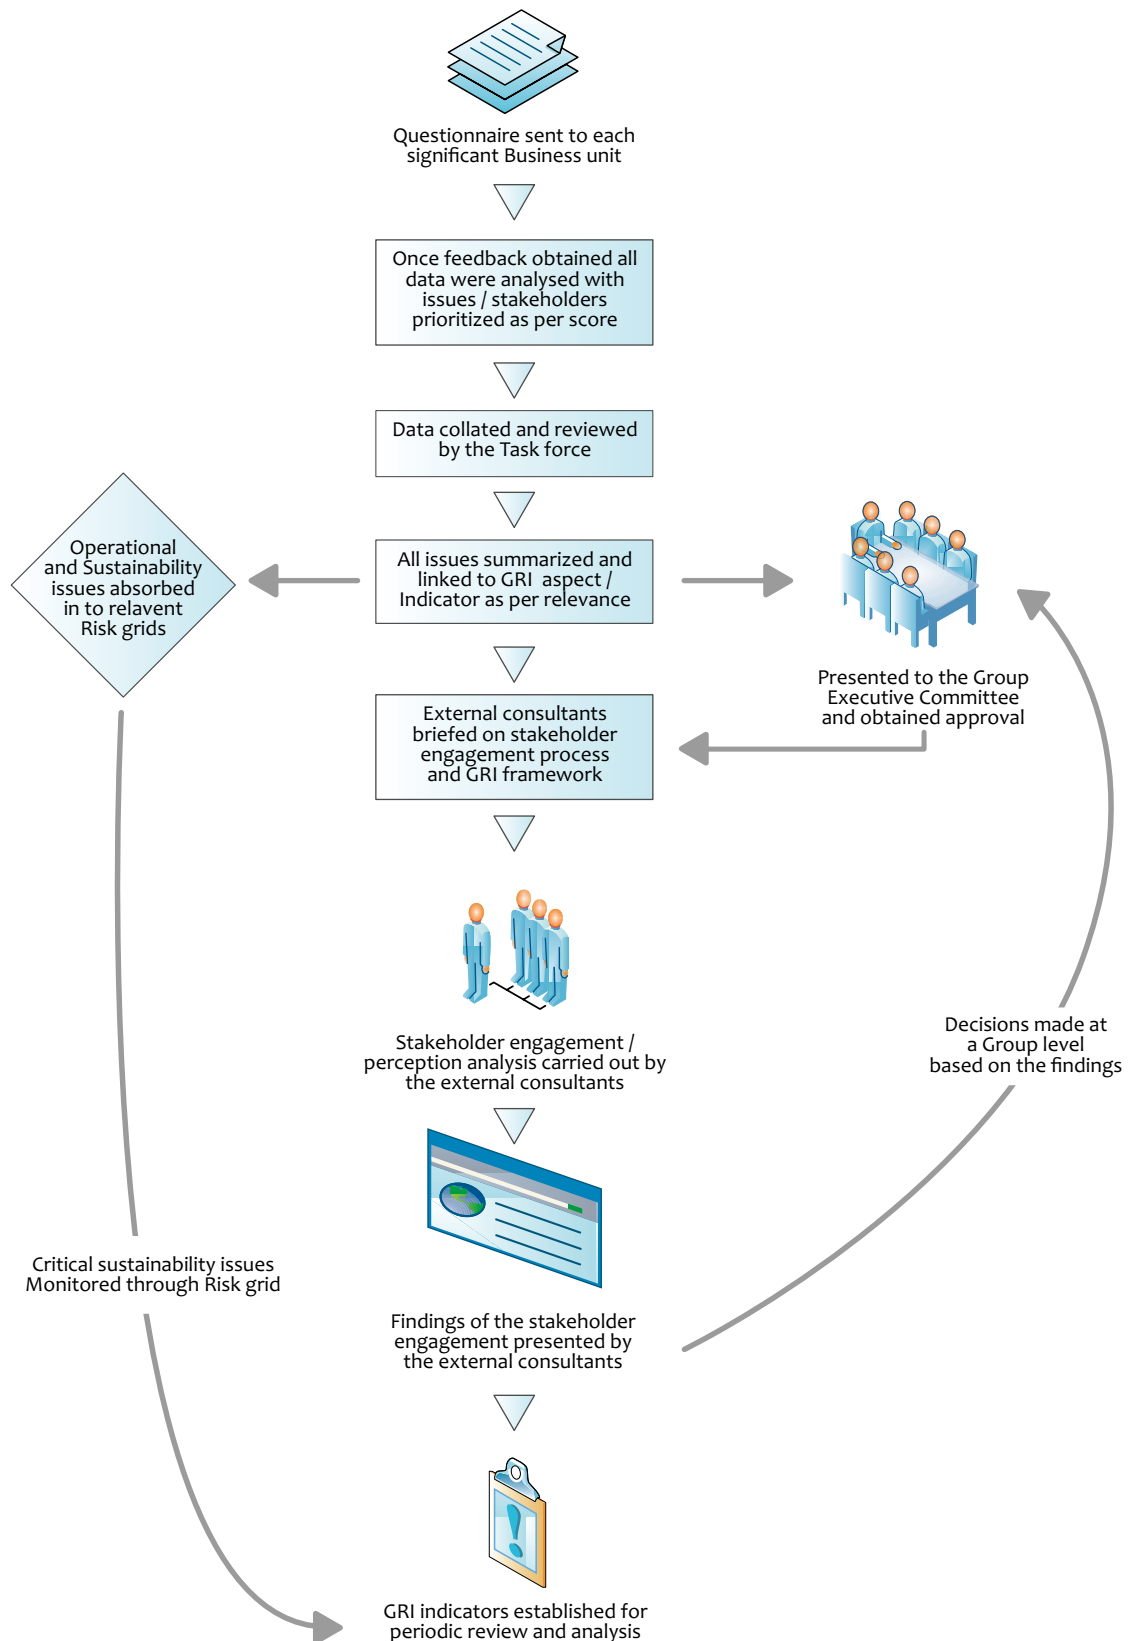 Questionnaire sent to each
significant Business unit
Once feedback obtained all
data were analysed with
issues / stakeholders
prioritized as per score
Data collated and reviewed
by the Task force
Operational
and Sustainability
issues absorbed
in to relavent
Risk grids
All issues summarized and
linked to GRI aspect /
Indicator as per relevance
Presented to the Group
Executive Committee
and obtained approval
External consultants
briefed on stakeholder
engagement process
and GRI framework
Stakeholder engagement /
perception analysis carried out by
the external consultants
Decisions made at
a Group level
based on the findings
Critical sustainability issues
Monitored through Risk grid
Findings of the stakeholder
engagement presented by
the external consultants
GRI indicators established for
periodic review and analysis